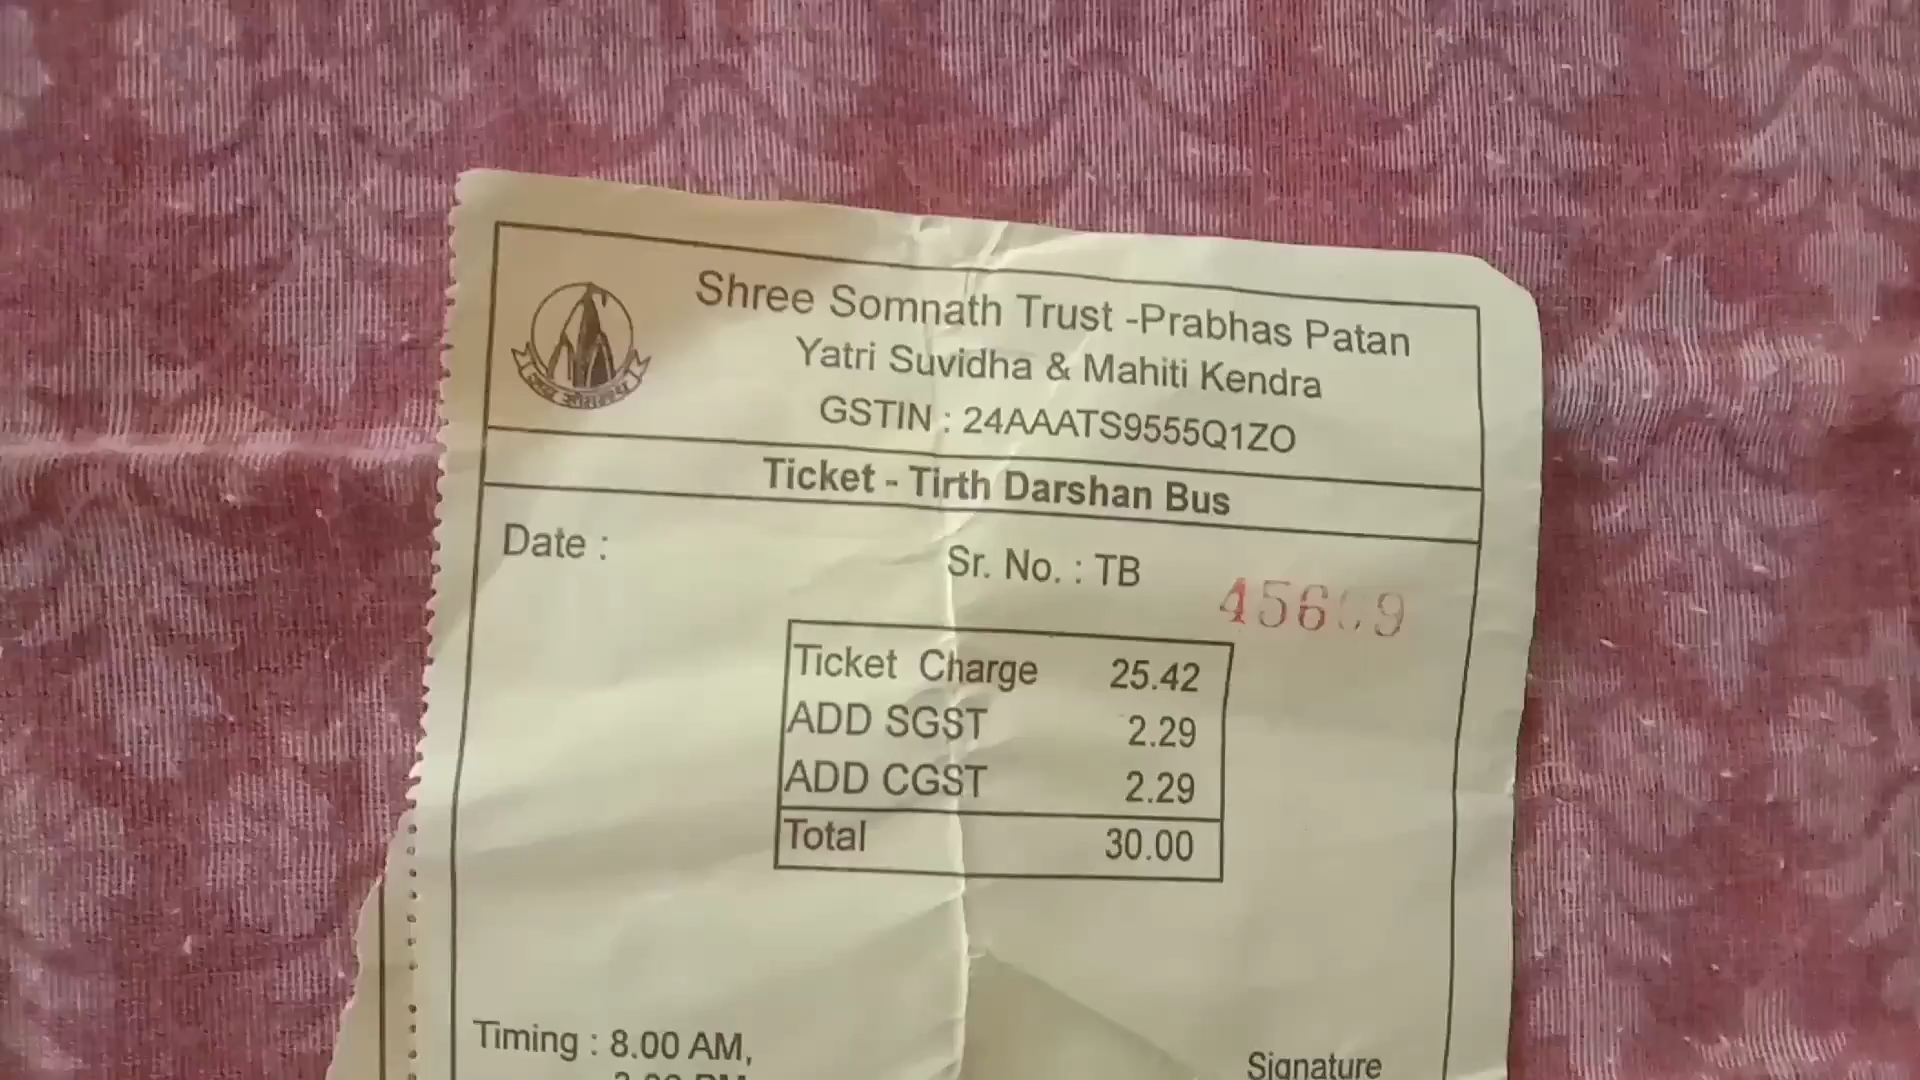 Shree Somnath Trust -Prabhas Patan
Yatri Suvidha & Mahiti Kendra
GSTIN : 24AAATS9555Q1ZO
Ticket - Tirth Darshan Bus
Date :
Sr. No. : TB
Ticket Charge 25.42
ADD SGST 2.29
ADD CGST 2.29
Total 30.00
Timing : 8.00 AM,
Signature